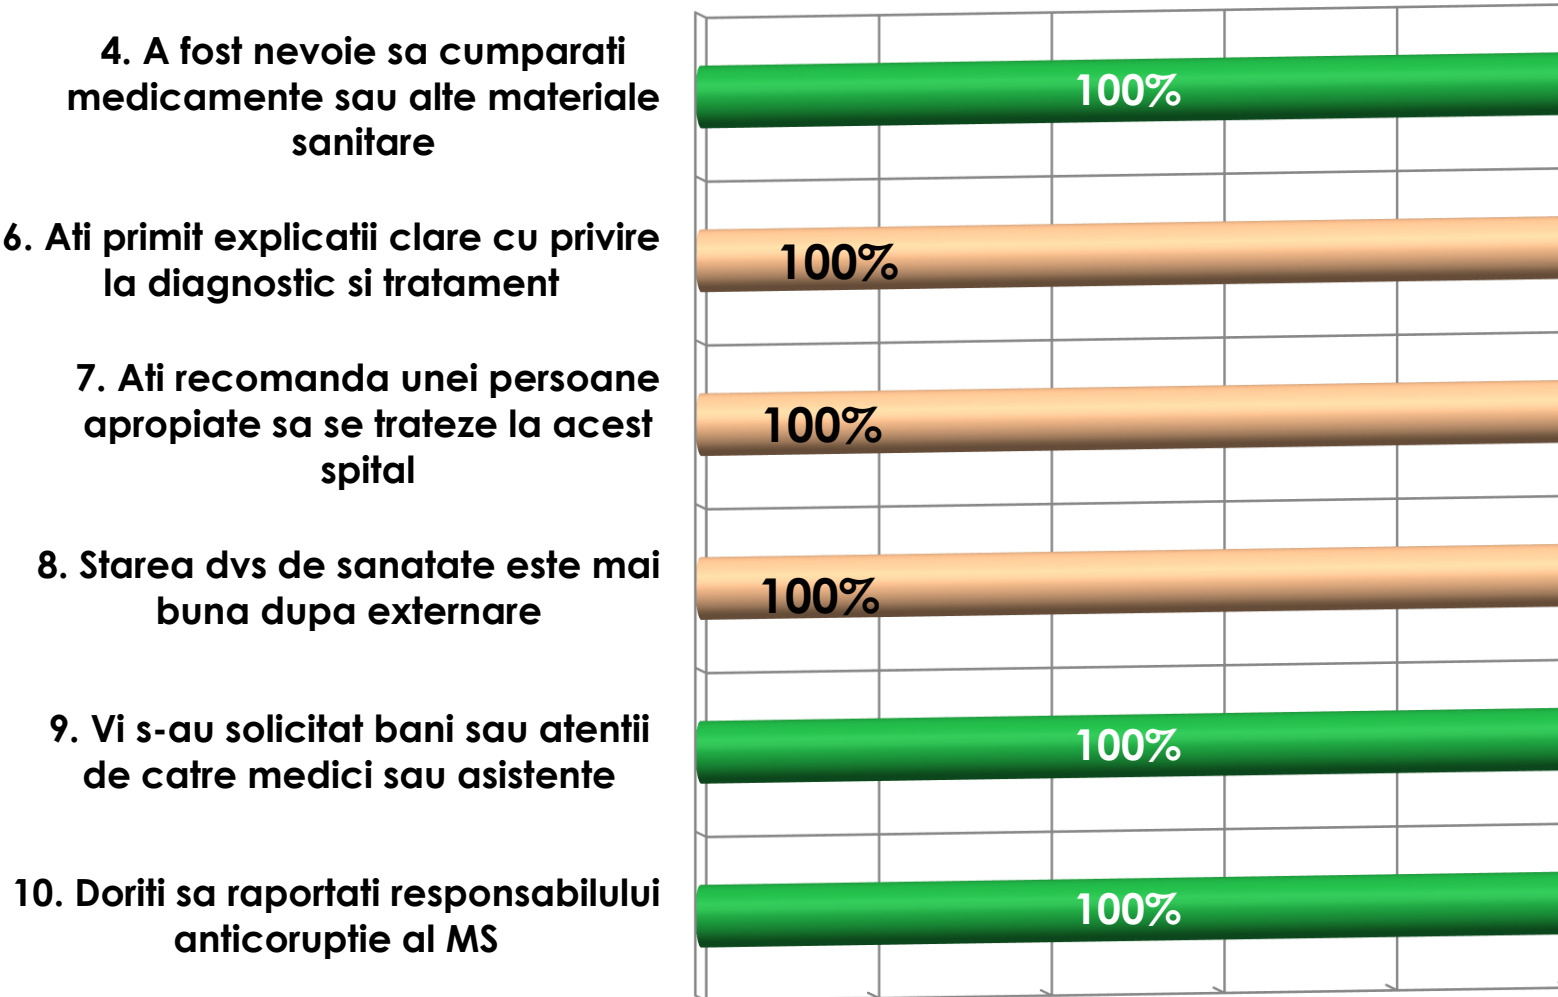 4. A fost nevoie sa cumparati
medicamente sau alte materiale
sanitare
100%
6. Ati primit explicatii clare cu privire
la diagnostic si tratament
100%
7. Ati recomanda unei persoane
apropiate sa se trateze la acest
spital
100%
8. Starea dvs de sanatate este mai
buna dupa externare
100%
9. Vi s-au solicitat bani sau atentii
de catre medici sau asistente
100%
10. Doriti sa raportati responsabilului
anticoruptie al MS
100%